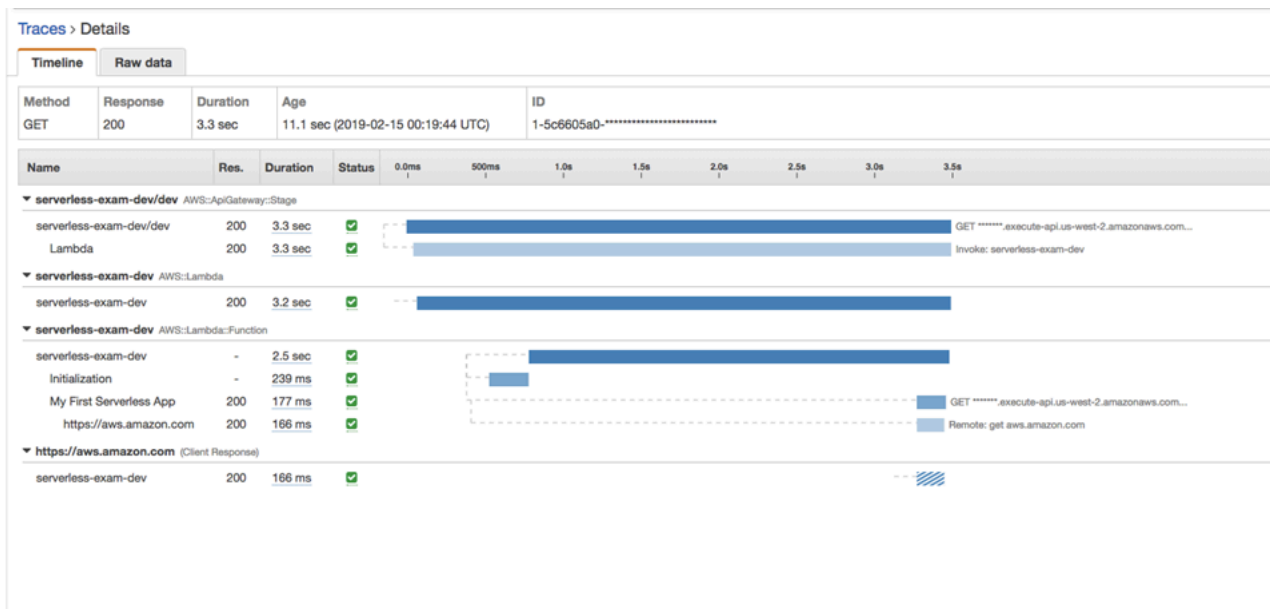 Traces > Details
Timeline Raw data
Method Response Duration Age ID
GET 200 3.3 sec 11.1 sec (2019-02-15 00:19:44 UTC) 1-5c6605a0-************************
Name Res. Duration Status 0.0ms 500ms 1.0s 1.5s 2.0s 2.5s 3.0s 3.5s
serverless-exam-dev/dev AWS::ApiGateway::Stage
serverless-exam-dev/dev 200 3.3 sec GET *******.execute-api.us-west-2.amazonaws.com...
Lambda 200 3.3 sec Invoke: serverless-exam-dev
serverless-exam-dev AWS::Lambda
serverless-exam-dev 200 3.2 sec
serverless-exam-dev AWS::Lambda::Function
serverless-exam-dev - 2.5 sec
Initialization - 239 ms
My First Serverless App 200 177 ms GET *******.execute-api.us-west-2.amazonaws.com...
https://aws.amazon.com 200 166 ms Remote: get aws.amazon.com
https://aws.amazon.com (Client Response)
serverless-exam-dev 200 166 ms